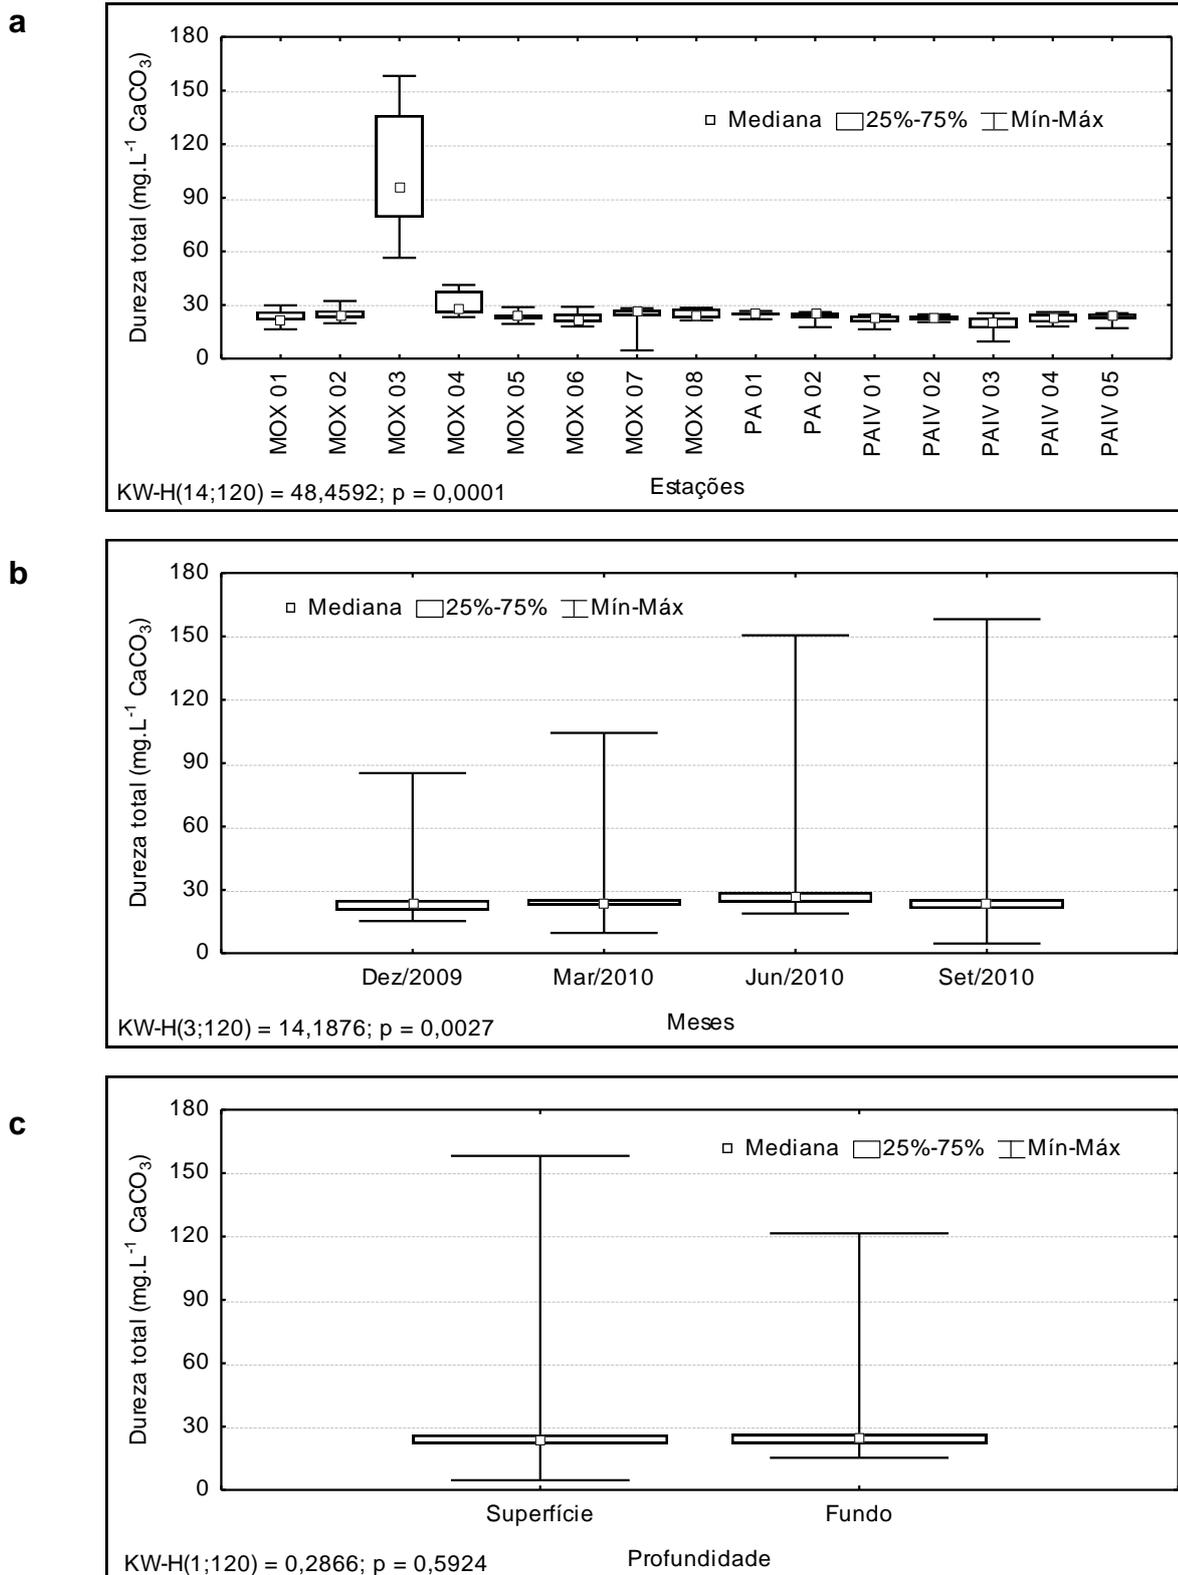 a
Dureza total (mg.L-1 CaCO3)
180
150
120
90
60
30
0
Mediana 25%-75% Mín-Máx
MOX 01
MOX 02
MOX 03
MOX 04
MOX 05
MOX 06
MOX 07
MOX 08
PA 01
PA 02
PAIV 01
PAIV 02
PAIV 03
PAIV 04
PAIV 05
Estações
KW-H(14;120) = 48,4592; p = 0,0001
b
Dureza total (mg.L-1 CaCO3)
180
150
120
90
60
30
0
Mediana 25%-75% Mín-Máx
Dez/2009 Mar/2010 Jun/2010 Set/2010
Meses
KW-H(3;120) = 14,1876; p = 0,0027
c
Dureza total (mg.L-1 CaCO3)
180
150
120
90
60
30
0
Mediana 25%-75% Mín-Máx
Superfície Fundo
Profundidade
KW-H(1;120) = 0,2866; p = 0,5924